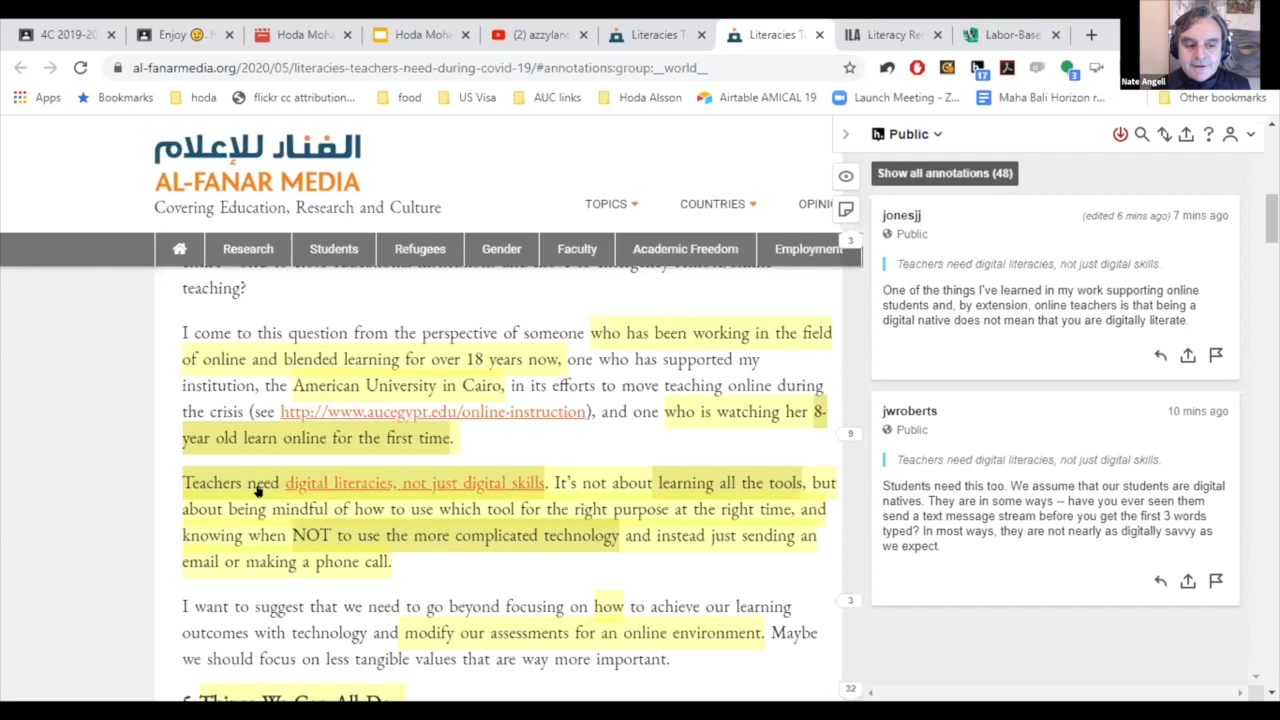 4C 2019-20
Enjoy 😉. H
Hoda Moha
Hoda Moha
(2) azzyland
Literacies Te
Literacies Te
ILA Literacy Re
Labor-Base
al-fanarmedia.org/2020/05/literacies-teachers-need-during-covid-19/#annotations:group:__world__
17
3
Nate Angell
Apps
Bookmarks
hoda
flickr cc attribution...
food
US Visa
AUC links
Hoda Alsson
Airtable AMICAL 19
Launch Meeting - Z...
Maha Bali Horizon r...
Other bookmarks
الفنار للإعلام
AL-FANAR MEDIA
Covering Education, Research and Culture
TOPICS
COUNTRIES
OPINI
Research
Students
Refugees
Gender
Faculty
Academic Freedom
Employment
teaching?
I come to this question from the perspective of someone who has been working in the field
of online and blended learning for over 18 years now, one who has supported my
institution, the American University in Cairo, in its efforts to move teaching online during
the crisis (see http://www.aucegypt.edu/online-instruction), and one who is watching her 8-
year old learn online for the first time.
Teachers need digital literacies, not just digital skills. It's not about learning all the tools, but
about being mindful of how to use which tool for the right purpose at the right time, and
knowing when NOT to use the more complicated technology and instead just sending an
email or making a phone call.
I want to suggest that we need to go beyond focusing on how to achieve our learning
outcomes with technology and modify our assessments for an online environment. Maybe
we should focus on less tangible values that are way more important.
5 Things We Can All Do
3
9
3
32
h. Public
Show all annotations (48)
jonesjj
(edited 6 mins ago) 7 mins ago
Public
Teachers need digital literacies, not just digital skills.
One of the things I've learned in my work supporting online
students and, by extension, online teachers is that being a
digital native does not mean that you are digitally literate.
jwroberts
10 mins ago
Public
Teachers need digital literacies, not just digital skills.
Students need this too. We assume that our students are digital
natives. They are in some ways -- have you ever seen them
send a text message stream before you get the first 3 words
typed? In most ways, they are not nearly as digitally savvy as
we expect.